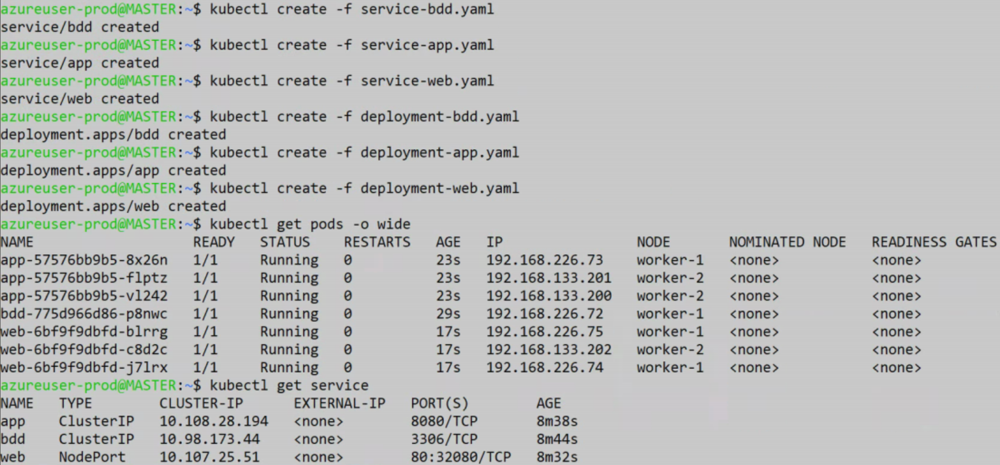 azureuser-prod@MASTER:~$ kubectl create -f service-bdd.yaml
service/bdd created
azureuser-prod@MASTER:~$ kubectl create -f service-app.yaml
service/app created
azureuser-prod@MASTER:~$ kubectl create -f service-web.yaml
service/web created
azureuser-prod@MASTER:~$ kubectl create -f deployment-bdd.yaml
deployment.apps/bdd created
azureuser-prod@MASTER:~$ kubectl create -f deployment-app.yaml
deployment.apps/app created
azureuser-prod@MASTER:~$ kubectl create -f deployment-web.yaml
deployment.apps/web created
azureuser-prod@MASTER:~$ kubectl get pods -o wide
NAME READY STATUS RESTARTS AGE IP NODE NOMINATED NODE READINESS GATES
app-57576bb9b5-8x26n 1/1 Running 0 23s 192.168.226.73 worker-1 <none> <none>
app-57576bb9b5-flptz 1/1 Running 0 23s 192.168.133.201 worker-2 <none> <none>
app-57576bb9b5-vl242 1/1 Running 0 23s 192.168.133.200 worker-2 <none> <none>
bdd-775d966d86-p8nwc 1/1 Running 0 29s 192.168.226.72 worker-1 <none> <none>
web-6bf9f9dbfd-blrrg 1/1 Running 0 17s 192.168.226.75 worker-1 <none> <none>
web-6bf9f9dbfd-c8d2c 1/1 Running 0 17s 192.168.133.202 worker-2 <none> <none>
web-6bf9f9dbfd-j7lrx 1/1 Running 0 17s 192.168.226.74 worker-1 <none> <none>
azureuser-prod@MASTER:~$ kubectl get service
NAME TYPE CLUSTER-IP EXTERNAL-IP PORT(S) AGE
app ClusterIP 10.108.28.194 <none> 8080/TCP 8m38s
bdd ClusterIP 10.98.173.44 <none> 3306/TCP 8m44s
web NodePort 10.107.25.51 <none> 80:32080/TCP 8m32s